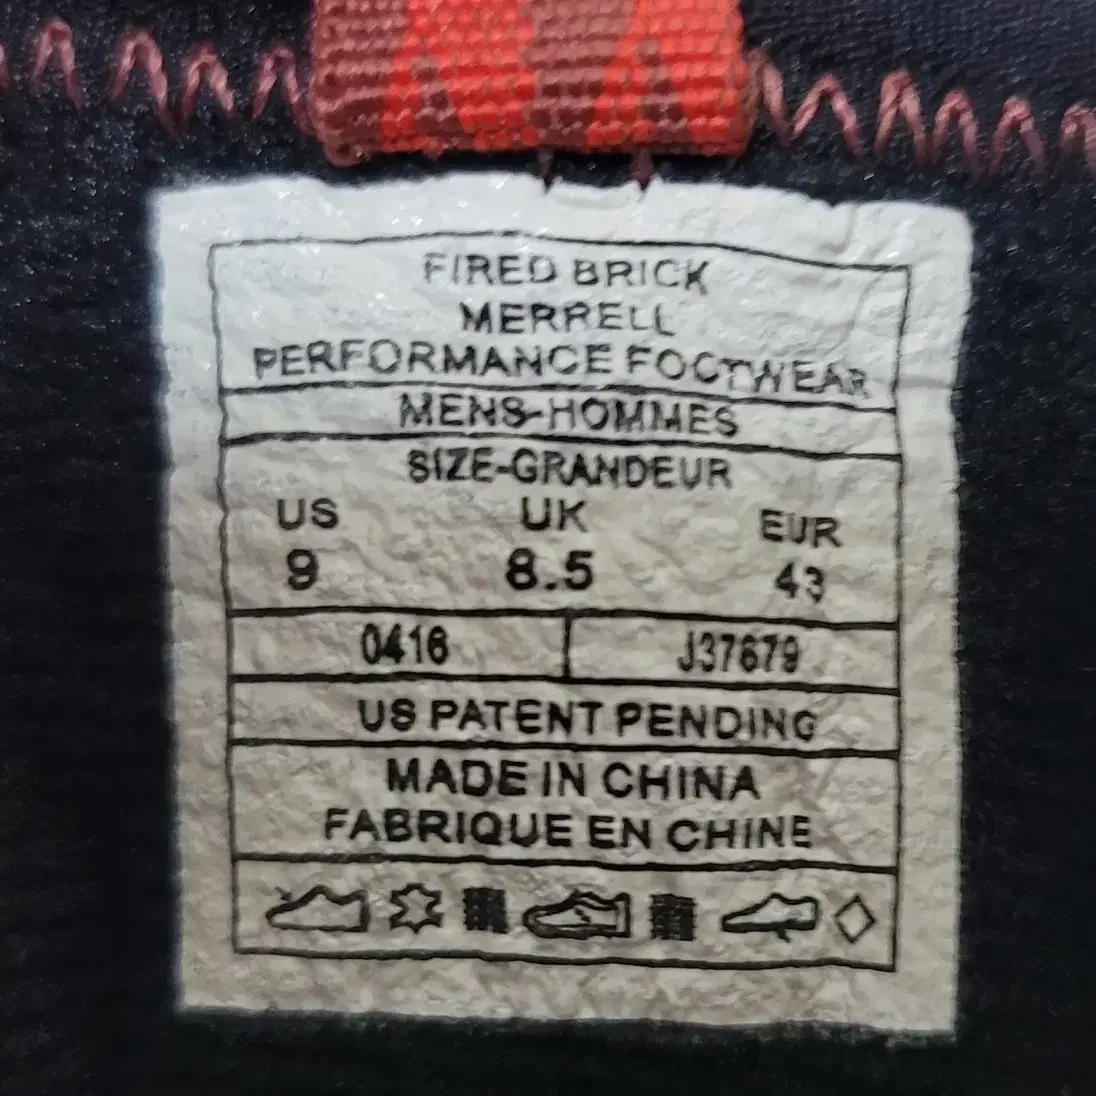 FIRED BRICK
MERRELL
PERFORMANCE FOOTWEAR
MENS-HOMMES
SIZE-GRANDEUR
US UK EUR
9 8.5 43
0416 J37679
US PATENT PENDING
MADE IN CHINA
FABRIQUE EN CHINE